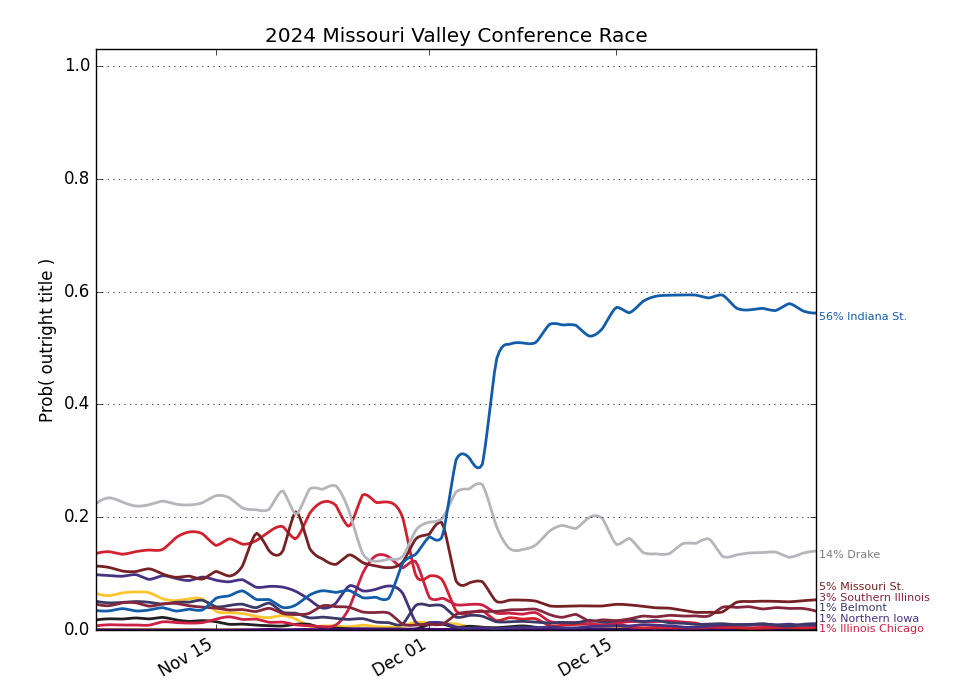 2024 Missouri Valley Conference Race
Prob( outright title )
1.0
0.8
0.6
0.4
0.2
0.0
Nov 15
Dec 01
Dec 15
56% Indiana St.
14% Drake
5% Missouri St.
3% Southern Illinois
1% Belmont
1% Northern Iowa
1% Illinois Chicago